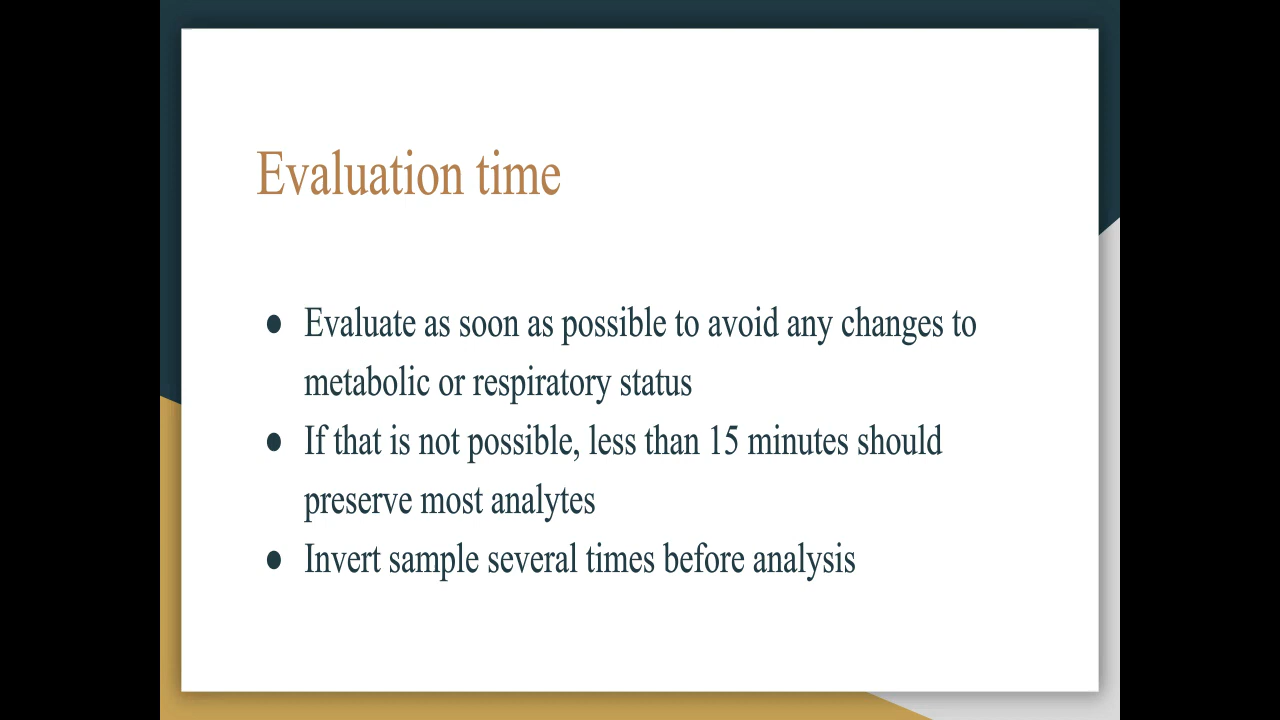 Evaluation time
● Evaluate as soon as possible to avoid any changes to
metabolic or respiratory status
● If that is not possible, less than 15 minutes should
preserve most analytes
● Invert sample several times before analysis